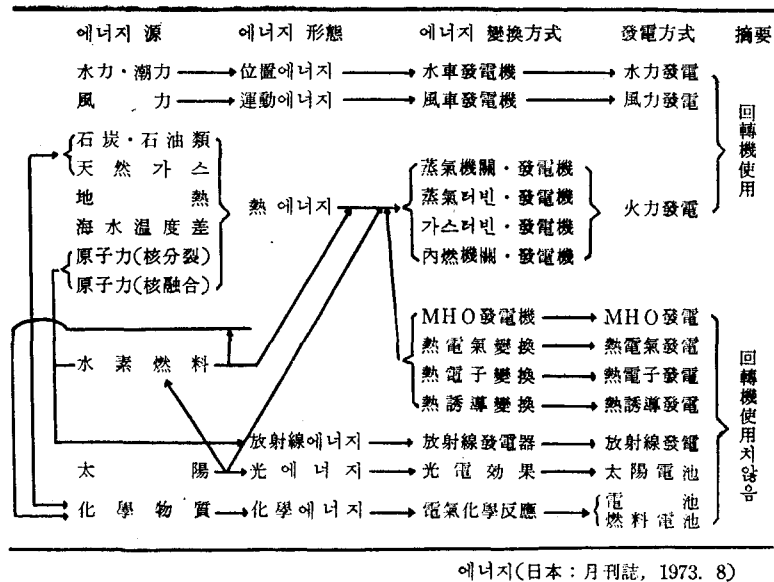 에너지 源 에너지 形態 에너지 變換方式 發電方式 摘要
水力·潮力 位置에너지 水車發電機 水力發電
風力 運動에너지 風車發電機 風力發電
石炭·石油類
天然가스 蒸氣機關·發電機
地熱 熱에너지 蒸氣터빈·發電機 火力發電
海水溫度差 가스터빈·發電機
原子力(核分裂) 內燃機關·發電機
原子力(核融合)
回轉機使用
MHO發電機 MHO發電
熱電氣變換 熱電氣發電
水素燃料 熱電子變換 熱電子發電
熱誘導變換 熱誘導發電
放射線에너지 放射線發電器 放射線發電
太陽 光에너지 光電効果 太陽電池
化學物質 化學에너지 電氣化學反應 電池
燃料電池
回轉機使用치않음
에너지(日本：月刊誌, 1973. 8)